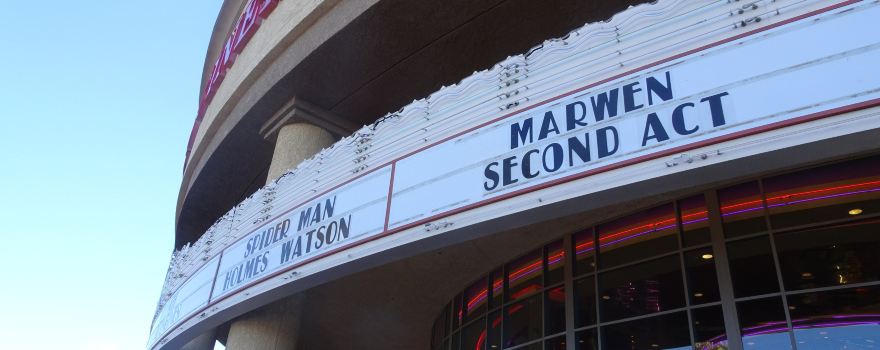 SPIDER MAN
HOLMES WATSON
MARWEN
SECOND ACT